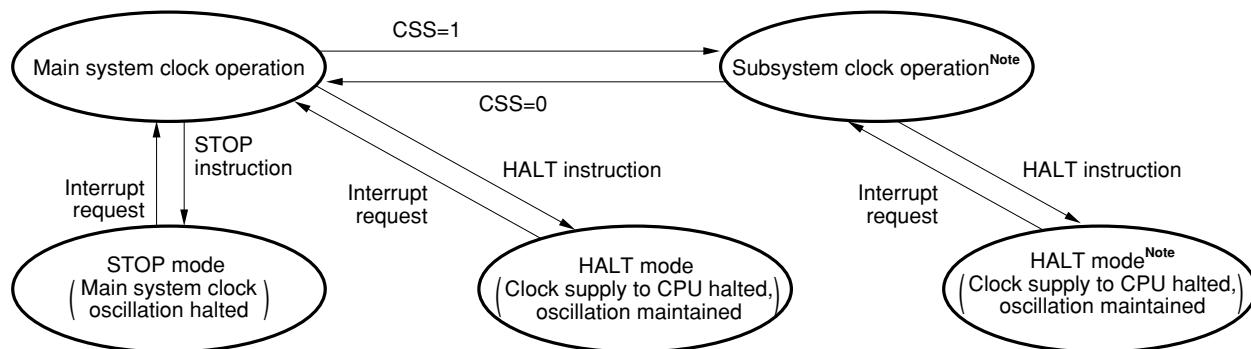 CSS=1
Main system clock operation
Subsystem clock operationNote
CSS=0
STOP
instruction
Interrupt
request
HALT instruction
Interrupt
request
HALT instruction
Interrupt
request
STOP mode
(Main system clock
oscillation halted)
HALT mode
(Clock supply to CPU halted,
oscillation maintained)
HALT modeNote
(Clock supply to CPU halted,
oscillation maintained)